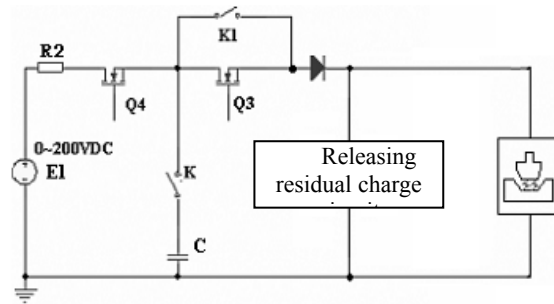 K1
R2
Q4
Q3
0~200VDC
E1
K
Releasing
residual charge
C